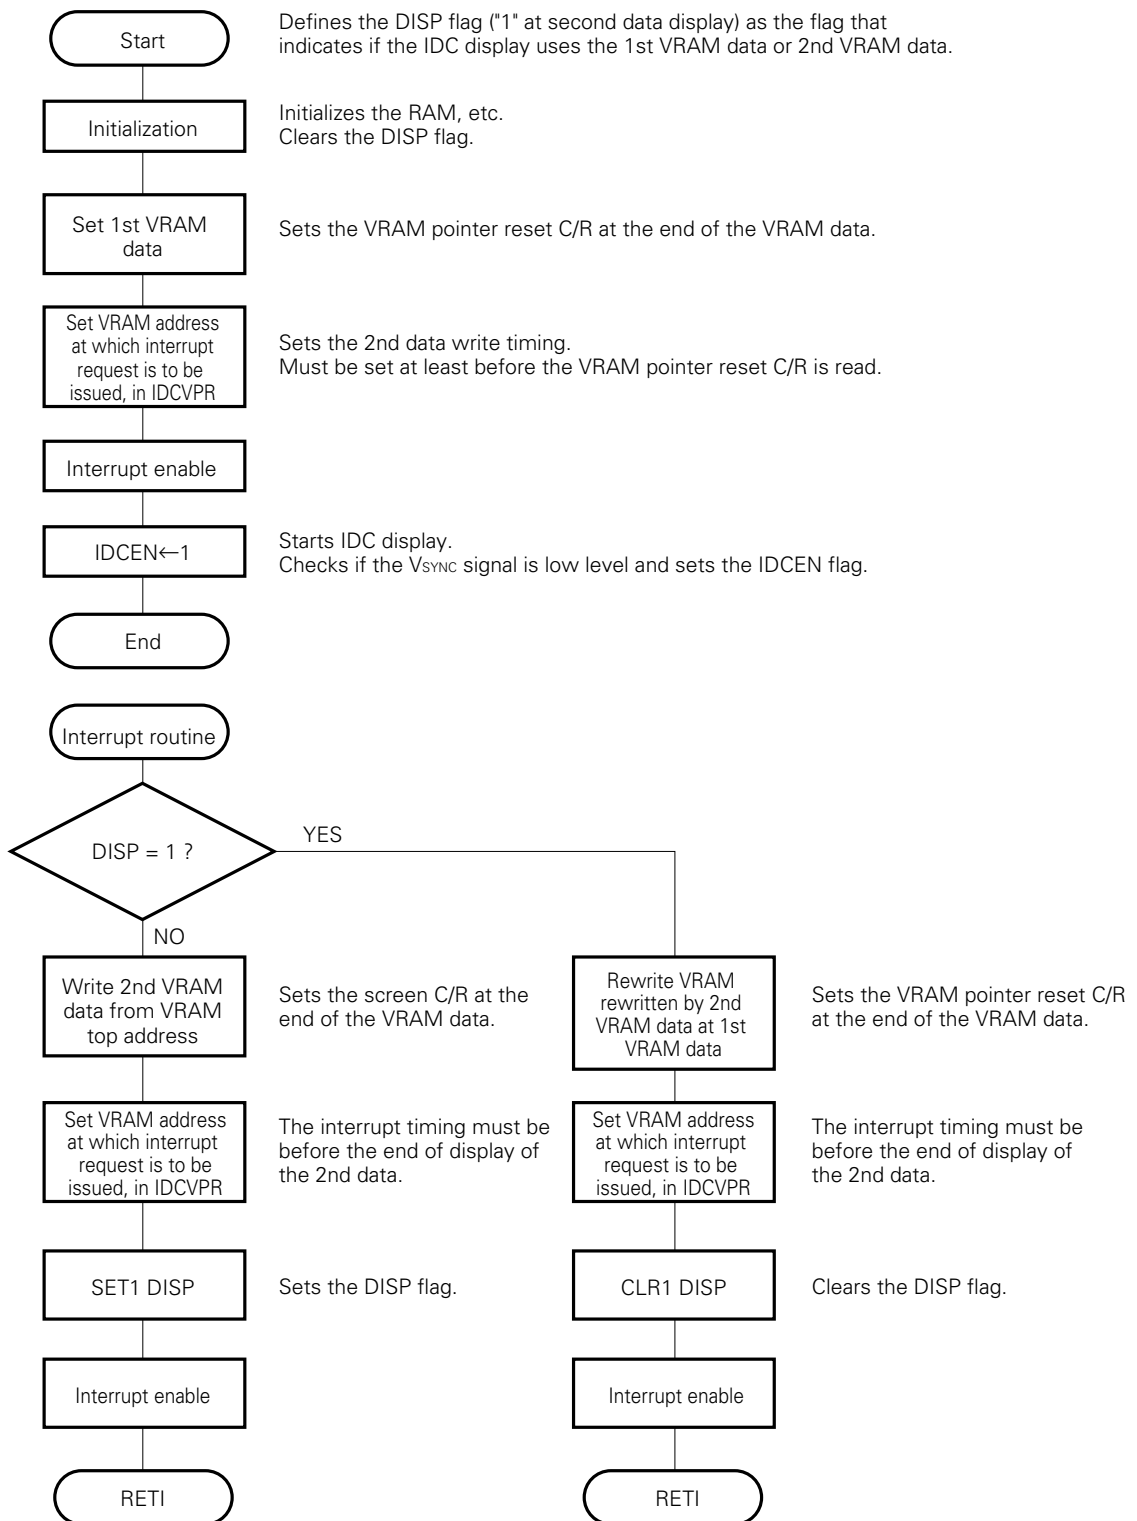 Start
Defines the DISP flag ("1" at second data display) as the flag that
indicates if the IDC display uses the 1st VRAM data or 2nd VRAM data.
Initialization
Initializes the RAM, etc.
Clears the DISP flag.
Set 1st VRAM
data
Sets the VRAM pointer reset C/R at the end of the VRAM data.
Set VRAM address
at which interrupt
request is to be
issued, in IDCVPR
Sets the 2nd data write timing.
Must be set at least before the VRAM pointer reset C/R is read.
Interrupt enable
IDCEN←1
Starts IDC display.
Checks if the VSYNC signal is low level and sets the IDCEN flag.
End
Interrupt routine
DISP = 1 ?
YES
NO
Write 2nd VRAM
data from VRAM
top address
Sets the screen C/R at the
end of the VRAM data.
Rewrite VRAM
rewritten by 2nd
VRAM data at 1st
VRAM data
Sets the VRAM pointer reset C/R
at the end of the VRAM data.
Set VRAM address
at which interrupt
request is to be
issued, in IDCVPR
The interrupt timing must be
before the end of display of
the 2nd data.
Set VRAM address
at which interrupt
request is to be
issued, in IDCVPR
The interrupt timing must be
before the end of display of
the 2nd data.
SET1 DISP
Sets the DISP flag.
CLR1 DISP
Clears the DISP flag.
Interrupt enable
Interrupt enable
RETI
RETI